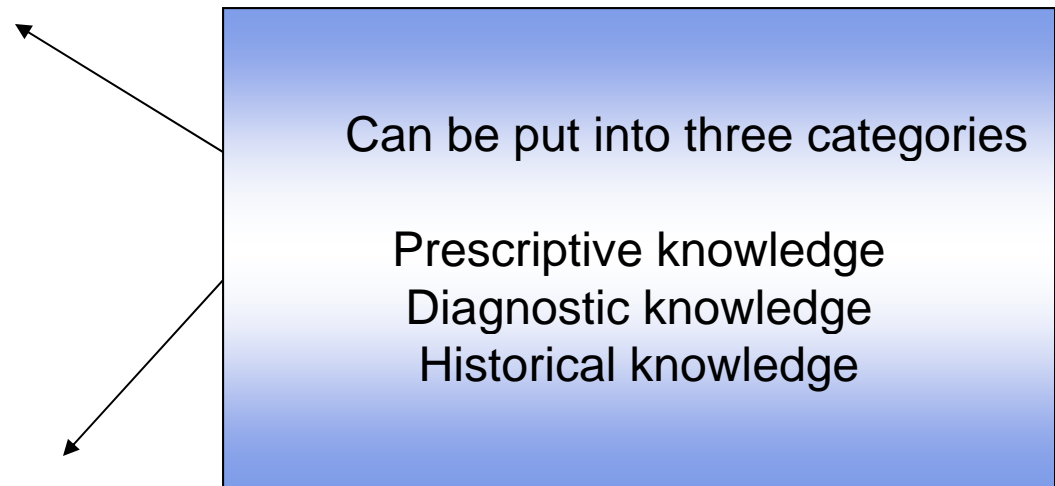 Can be put into three categories
Prescriptive knowledge
Diagnostic knowledge
Historical knowledge